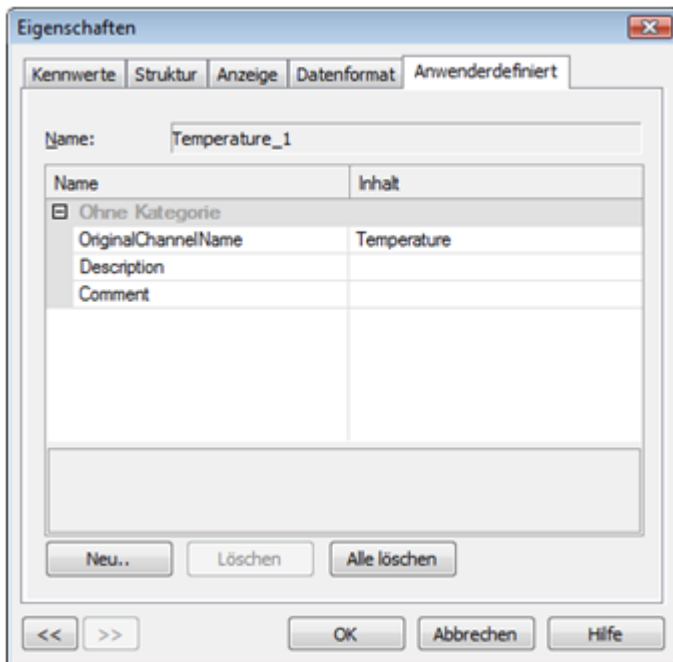 Eigenschaften
Kennwerte Struktur Anzeige Datenformat Anwenderdefiniert
Name: Temperature_1
Name Inhalt
Ohne Kategorie
OriginalChannelName Temperature
Description
Comment
Neu.. Löschen Alle löschen
<< >> OK Abbrechen Hilfe